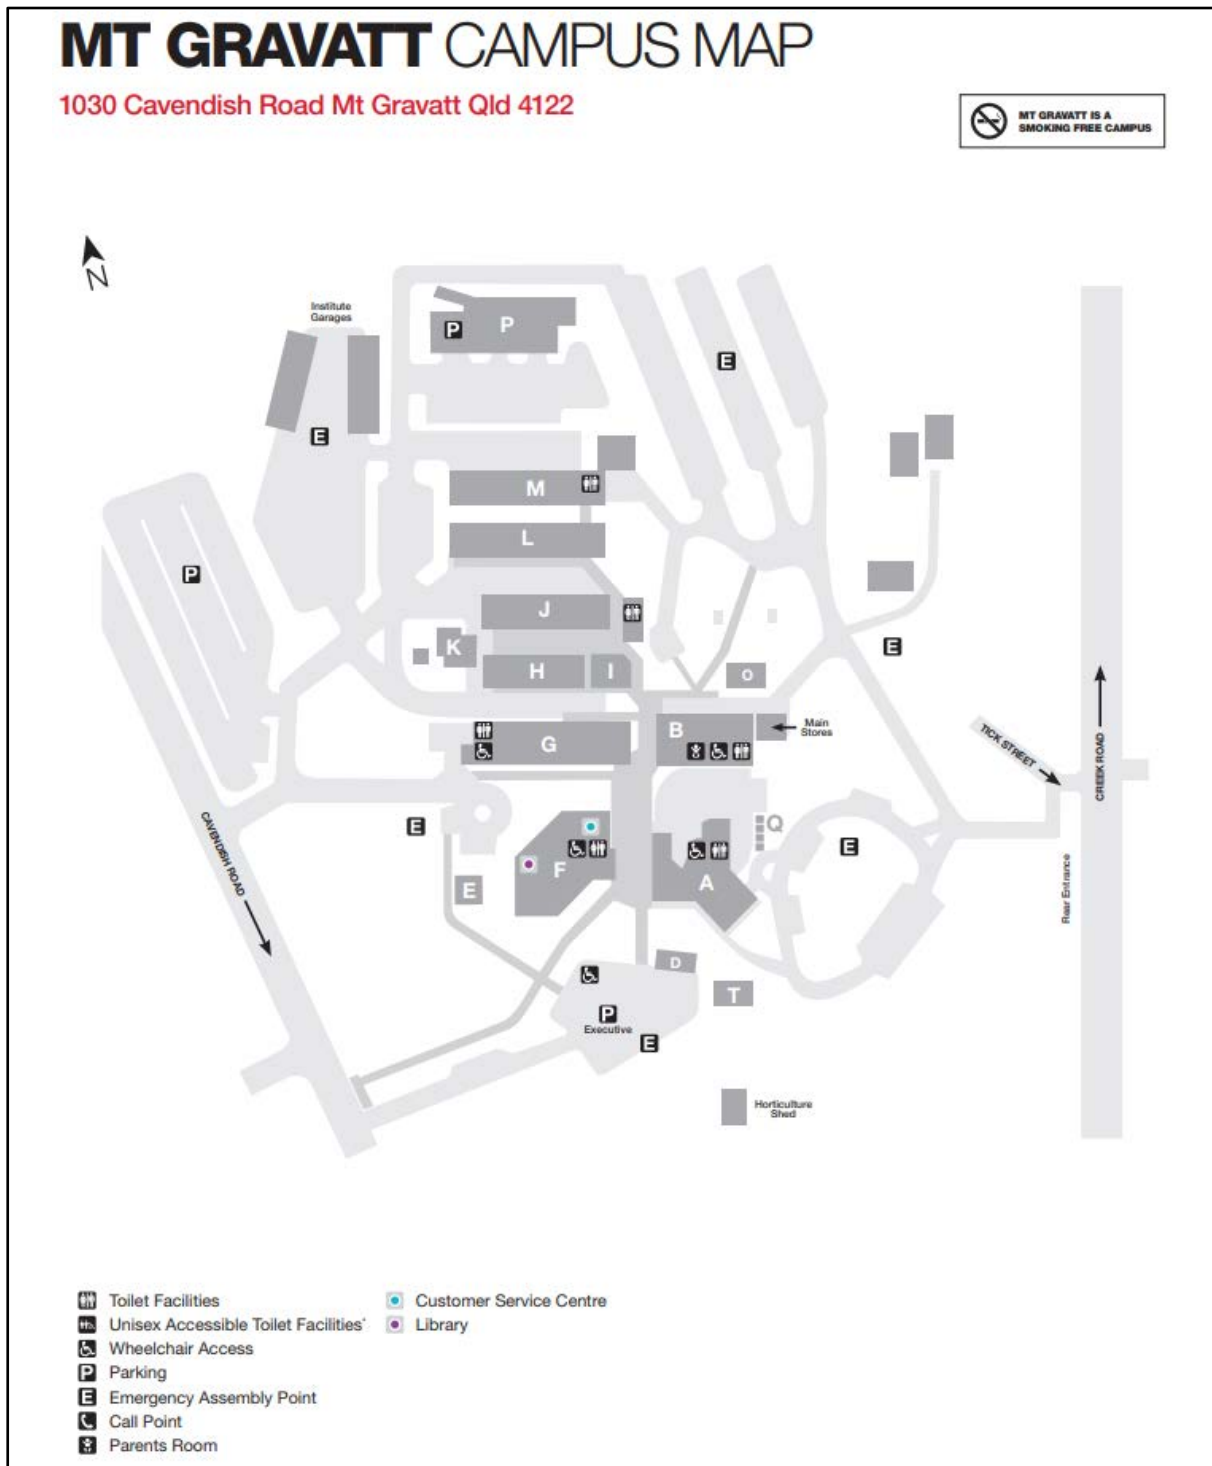 MT GRAVATT CAMPUS MAP
1030 Cavendish Road Mt Gravatt Qld 4122
MT GRAVATT IS A
SMOKING FREE CAMPUS
N
Institute
Garages
P
P
E
E
M
L
P
J
K
H
I
O
E
G
B
Main
Stores
TICK STREET
CREEK ROAD
CAVENDISH ROAD
E
F
E
A
Q
E
Rear Entrance
D
T
P
Executive
E
Horticulture
Shed
Toilet Facilities
Unisex Accessible Toilet Facilities*
Wheelchair Access
P Parking
E Emergency Assembly Point
Call Point
Parents Room
Customer Service Centre
Library